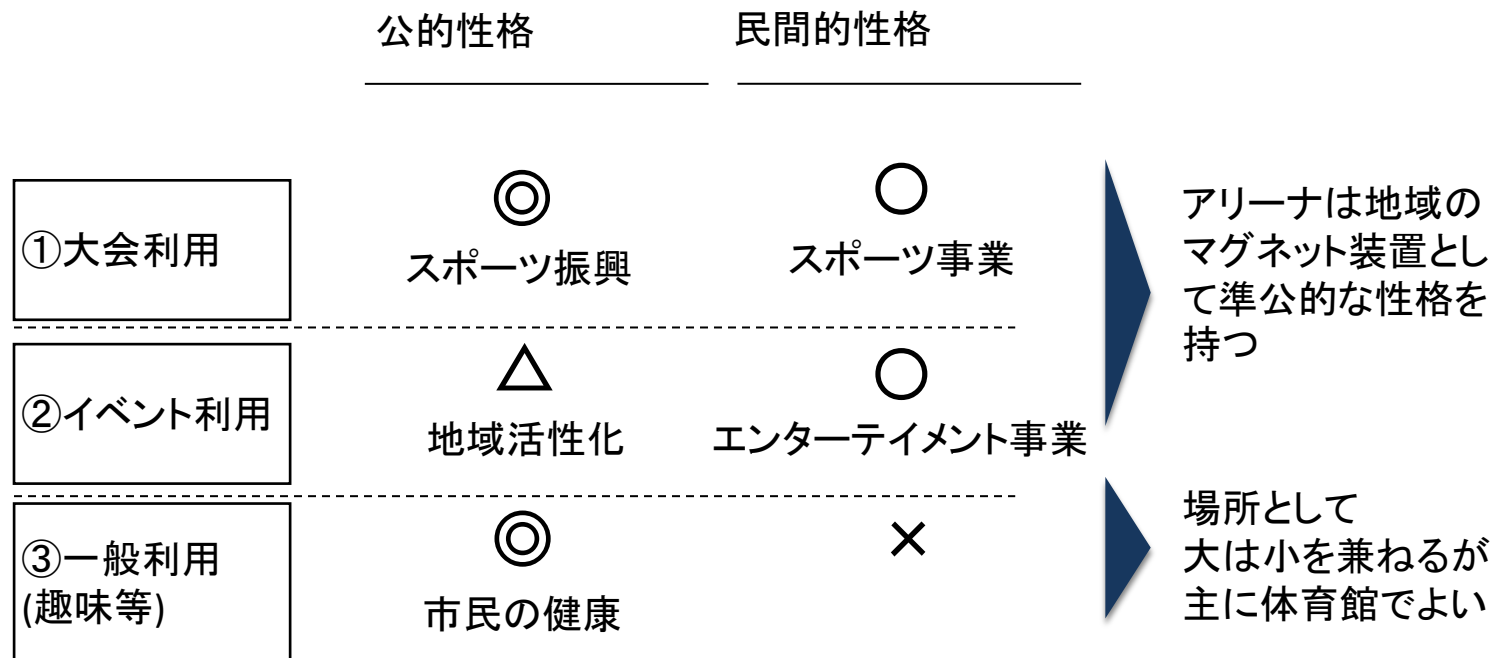 公的性格
民間的性格
①大会利用
◎
スポーツ振興
○
スポーツ事業
アリーナは地域の
マグネット装置とし
て準公的な性格を
持つ
②イベント利用
△
地域活性化
○
エンターテイメント事業
③一般利用
(趣味等)
◎
市民の健康
×
場所として
大は小を兼ねるが
主に体育館でよい